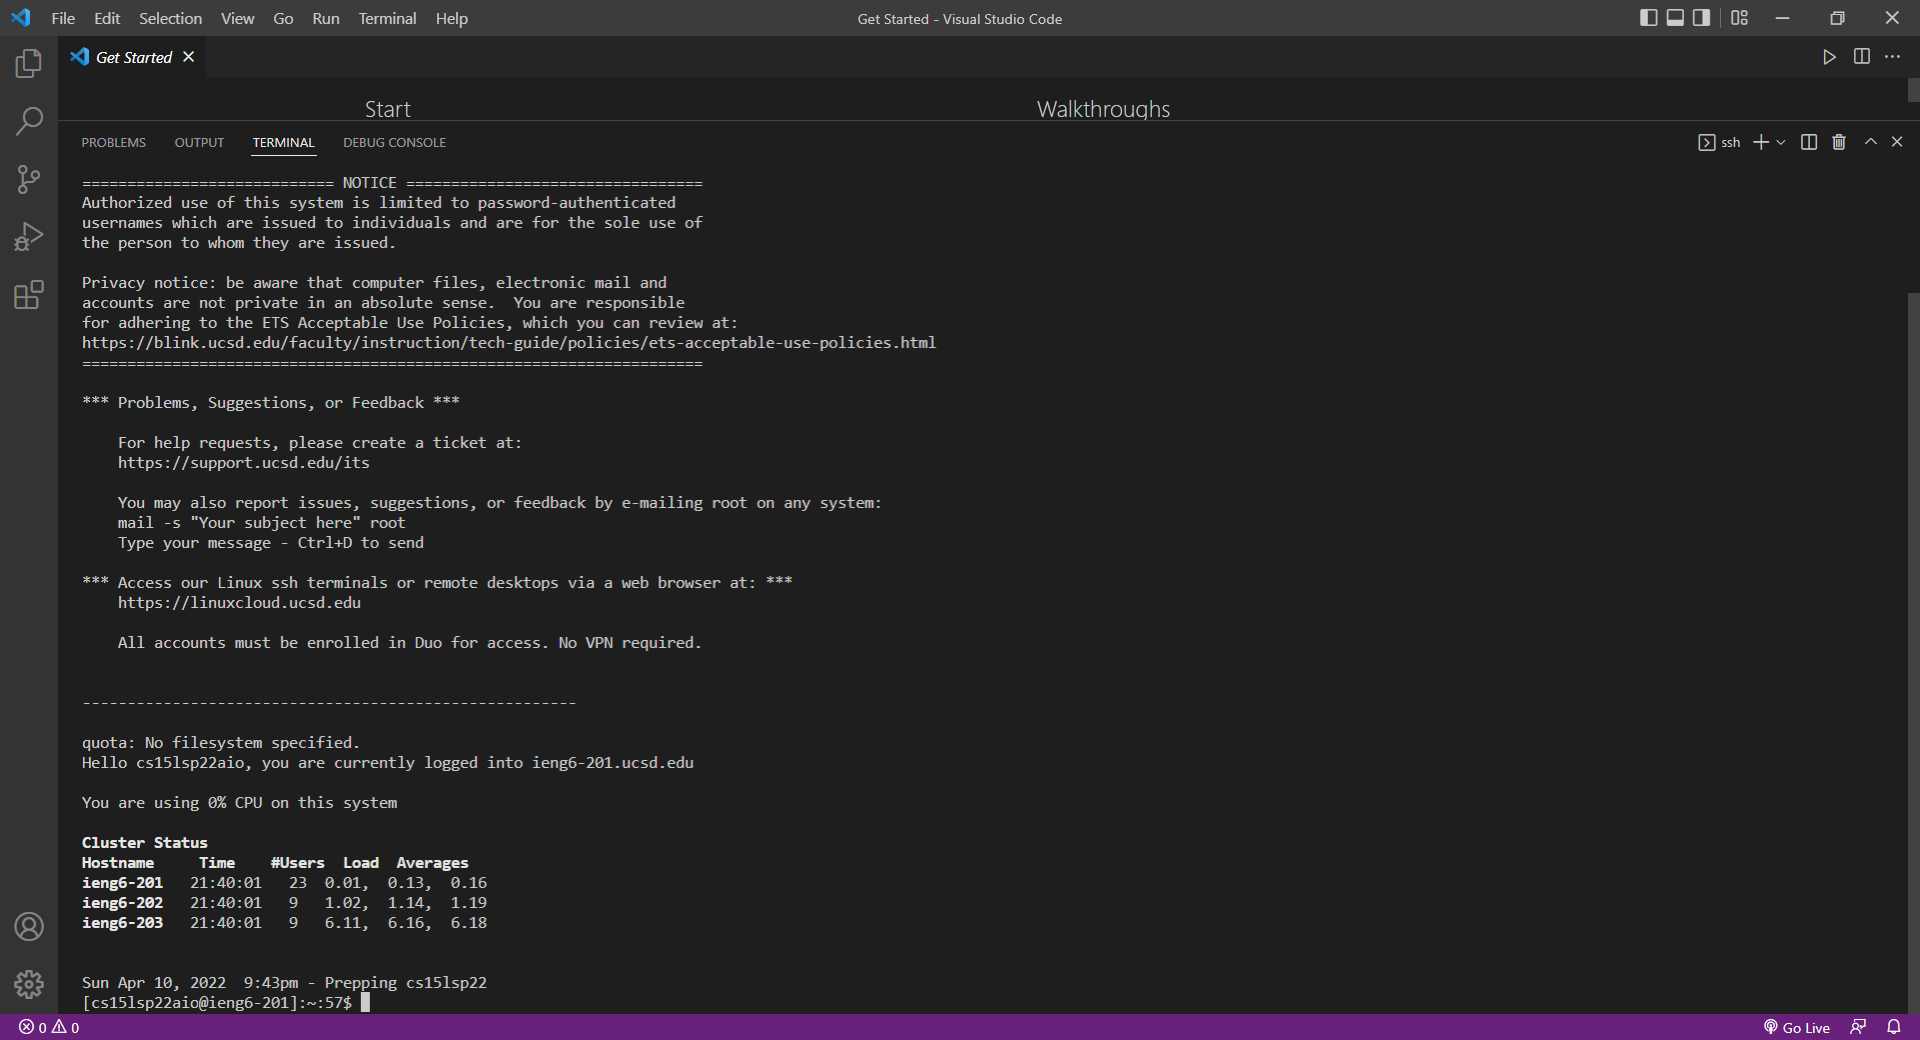 File Edit Selection View Go Run Terminal Help
Get Started - Visual Studio Code
Get Started
Start
Walkthroughs
PROBLEMS OUTPUT TERMINAL DEBUG CONSOLE
ssh
============================ NOTICE =================================
Authorized use of this system is limited to password-authenticated
usernames which are issued to individuals and are for the sole use of
the person to whom they are issued.
Privacy notice: be aware that computer files, electronic mail and
accounts are not private in an absolute sense.  You are responsible
for adhering to the ETS Acceptable Use Policies, which you can review at:
https://blink.ucsd.edu/faculty/instruction/tech-guide/policies/ets-acceptable-use-policies.html
=====================================================================
*** Problems, Suggestions, or Feedback ***
For help requests, please create a ticket at:
https://support.ucsd.edu/its
You may also report issues, suggestions, or feedback by e-mailing root on any system:
mail -s "Your subject here" root
Type your message - Ctrl+D to send
*** Access our Linux ssh terminals or remote desktops via a web browser at: ***
https://linuxcloud.ucsd.edu
All accounts must be enrolled in Duo for access. No VPN required.
-------------------------------------------------------
quota: No filesystem specified.
Hello cs15lsp22aio, you are currently logged into ieng6-201.ucsd.edu
You are using 0% CPU on this system
Cluster Status
Hostname     Time    #Users  Load  Averages
ieng6-201   21:40:01   23  0.01,  0.13,  0.16
ieng6-202   21:40:01   9   1.02,  1.14,  1.19
ieng6-203   21:40:01   9   6.11,  6.16,  6.18
Sun Apr 10, 2022  9:43pm - Prepping cs15lsp22
[cs15lsp22aio@ieng6-201]:~:57$
0 0
Go Live